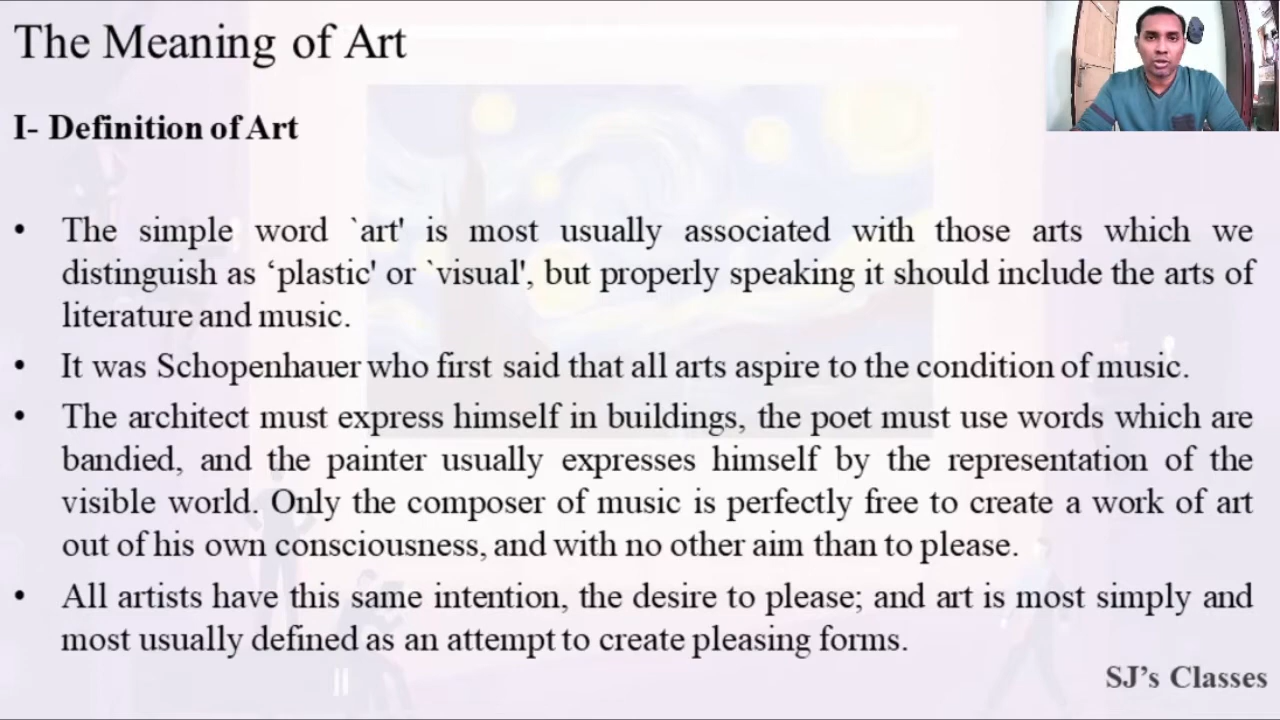 The Meaning of Art
I- Definition of Art
• The simple word `art' is most usually associated with those arts which we
distinguish as ‘plastic' or `visual', but properly speaking it should include the arts of
literature and music.
• It was Schopenhauer who first said that all arts aspire to the condition of music.
• The architect must express himself in buildings, the poet must use words which are
bandied, and the painter usually expresses himself by the representation of the
visible world. Only the composer of music is perfectly free to create a work of art
out of his own consciousness, and with no other aim than to please.
• All artists have this same intention, the desire to please; and art is most simply and
most usually defined as an attempt to create pleasing forms.
SJ’s Classes